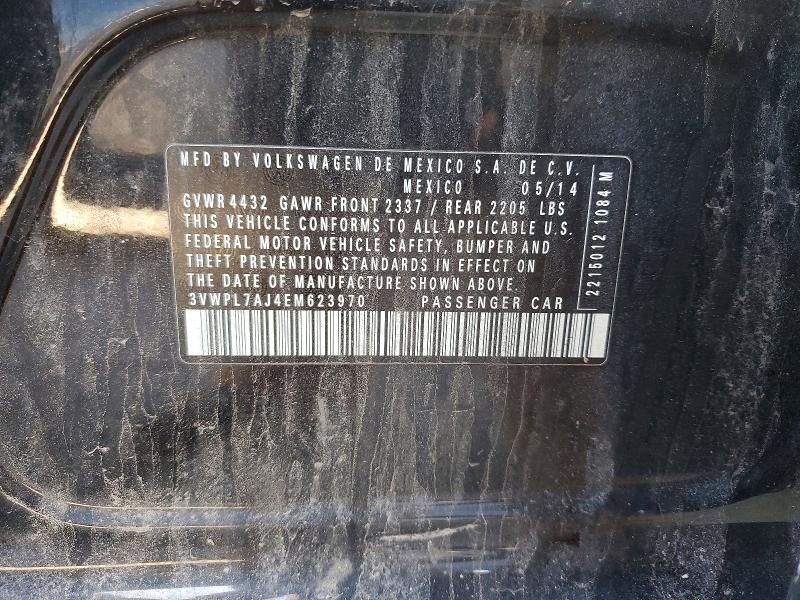 MFD BY VOLKSWAGEN DE MEXICO S.A. DE C.V.
MEXICO 05/14
GVWR 4432 GAWR FRONT 2337 / REAR 2205 LBS
THIS VEHICLE CONFORMS TO ALL APPLICABLE U.S.
FEDERAL MOTOR VEHICLE SAFETY, BUMPER AND
THEFT PREVENTION STANDARDS IN EFFECT ON
THE DATE OF MANUFACTURE SHOWN ABOVE.
3VWPL7AJ4EM623970 PASSENGER CAR
2215012 1084 M